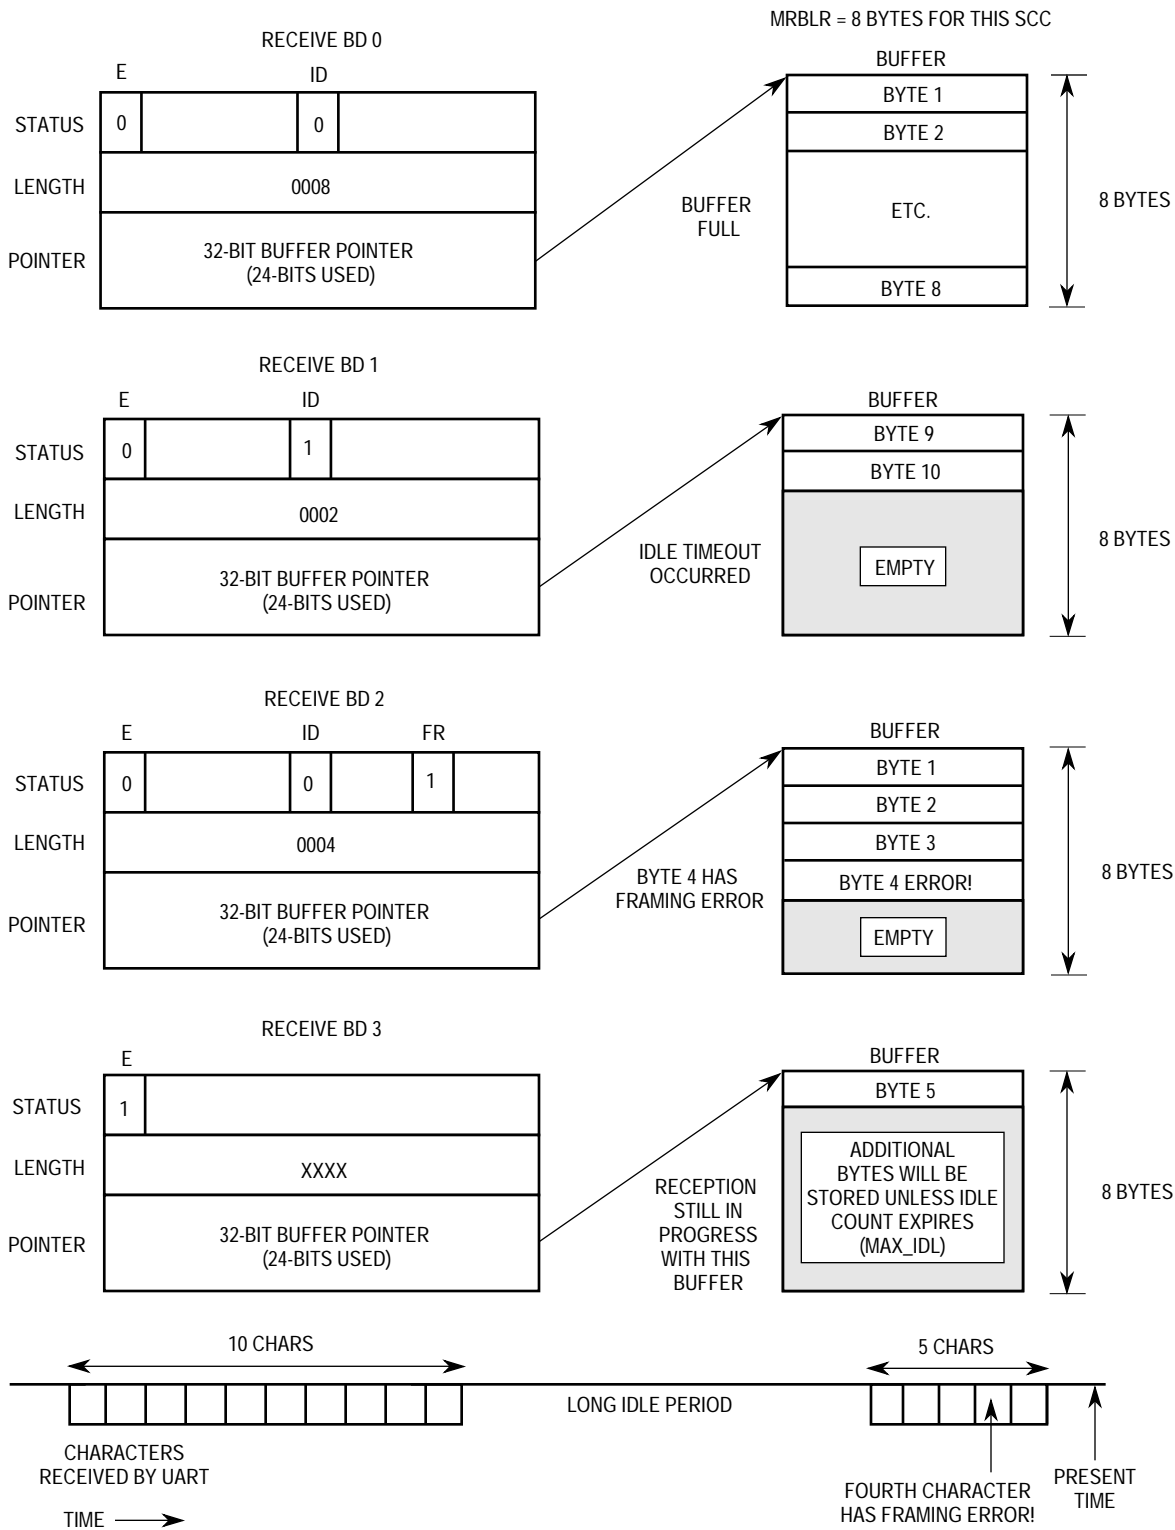 MRBLR = 8 BYTES FOR THIS SCC
RECEIVE BD 0
E ID
STATUS 0 0
LENGTH 0008
POINTER 32-BIT BUFFER POINTER
(24-BITS USED)
BUFFER
FULL
BUFFER
BYTE 1
BYTE 2
ETC.
BYTE 8
8 BYTES
RECEIVE BD 1
E ID
STATUS 0 1
LENGTH 0002
POINTER 32-BIT BUFFER POINTER
(24-BITS USED)
IDLE TIMEOUT
OCCURRED
BUFFER
BYTE 9
BYTE 10
EMPTY
8 BYTES
RECEIVE BD 2
E ID FR
STATUS 0 0 1
LENGTH 0004
POINTER 32-BIT BUFFER POINTER
(24-BITS USED)
BYTE 4 HAS
FRAMING ERROR
BUFFER
BYTE 1
BYTE 2
BYTE 3
BYTE 4 ERROR!
EMPTY
8 BYTES
RECEIVE BD 3
E
STATUS 1
LENGTH XXXX
POINTER 32-BIT BUFFER POINTER
(24-BITS USED)
RECEPTION
STILL IN
PROGRESS
WITH THIS
BUFFER
BUFFER
BYTE 5
ADDITIONAL
BYTES WILL BE
STORED UNLESS IDLE
COUNT EXPIRES
(MAX_IDL)
8 BYTES
10 CHARS
5 CHARS
LONG IDLE PERIOD
CHARACTERS
RECEIVED BY UART
TIME
FOURTH CHARACTER
HAS FRAMING ERROR!
PRESENT
TIME